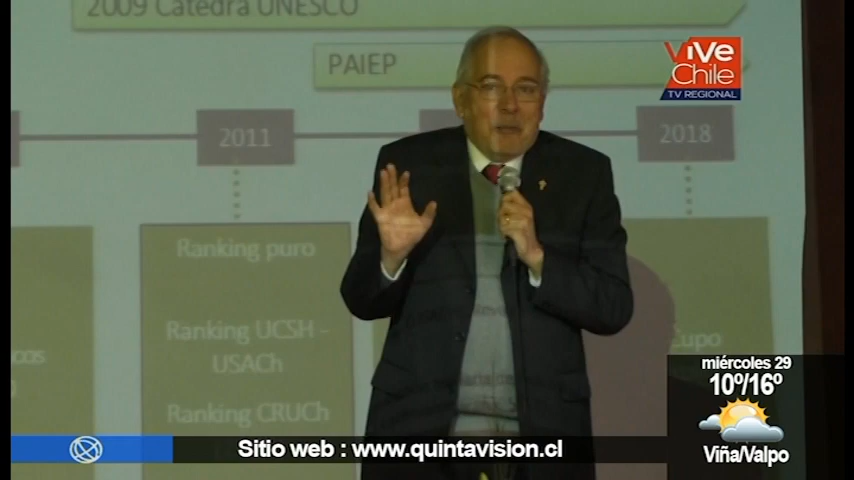 2009 Catedra UNESCO
PAIEP
ViVe
Chile
TV REGIONAL
2011
2018
Ranking puro
Ranking UCSH -
USACh
Ranking CRUCh
Cupo
miércoles 29
10º/16º
Viña/Valpo
Sitio web : www.quintavision.cl